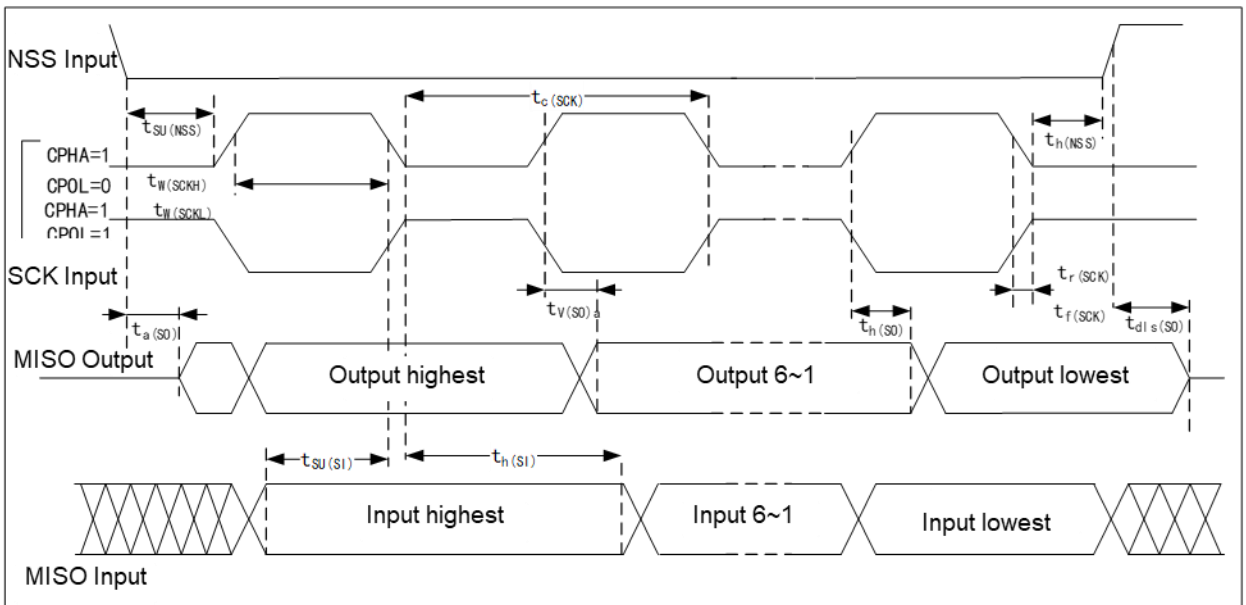 NSS Input
tc(SCK)
tSU(NSS)
th(NSS)
CPHA=1
CPOL=0
tW(SCKH)
CPHA=1
tW(SCKL)
CPOL=1
SCK Input
tr(SCK)
tV(SO)a
th(SO)
tf(SCK)
ta(SO)
tdis(SO)
MISO Output
Output highest
Output 6~1
Output lowest
tSU(SI)
th(SI)
Input highest
Input 6~1
Input lowest
MISO Input